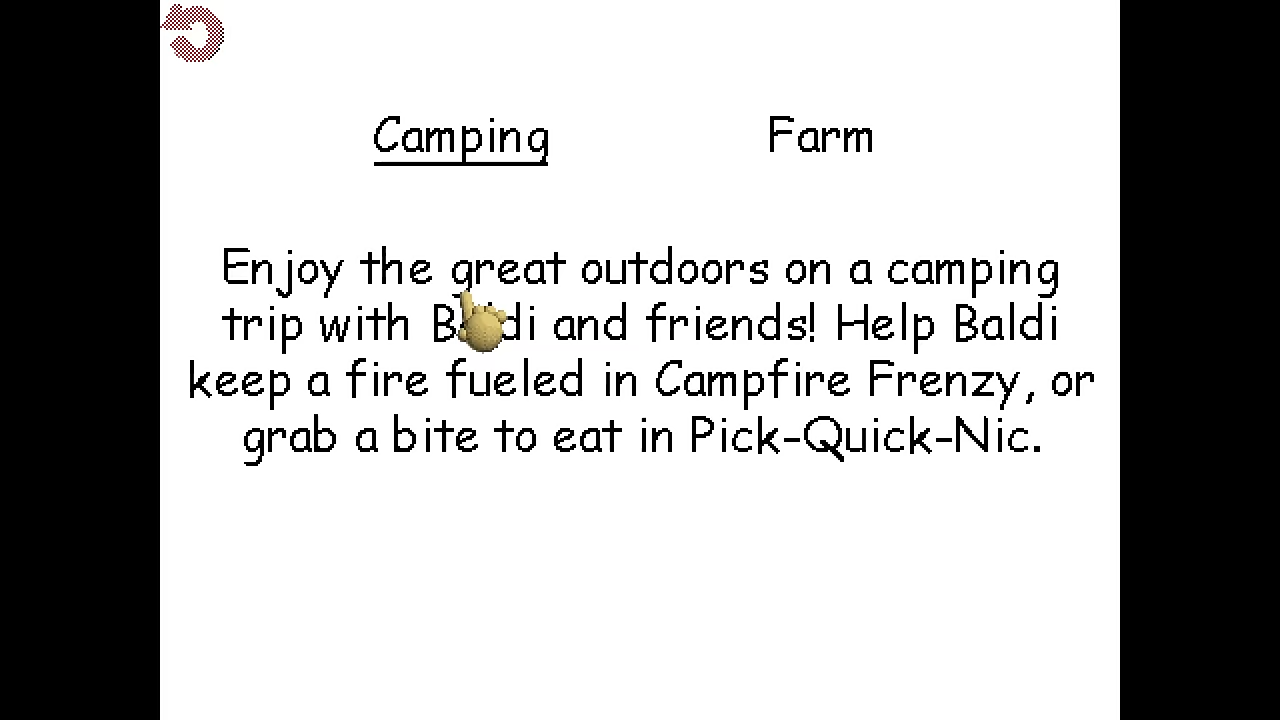 Camping Farm
Enjoy the great outdoors on a camping
trip with Baldi and friends! Help Baldi
keep a fire fueled in Campfire Frenzy, or
grab a bite to eat in Pick-Quick-Nic.